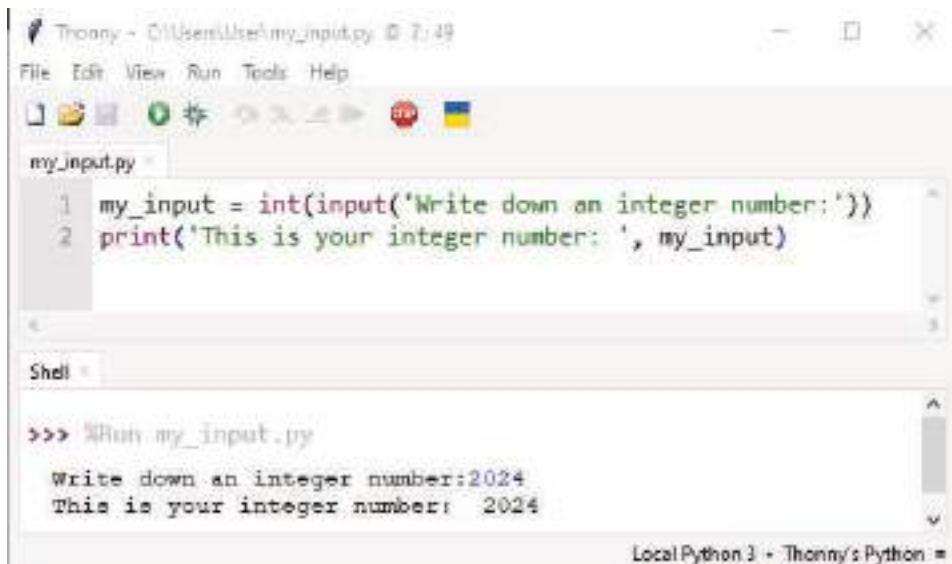 Thonny - C:\Users\User\my_input.py @ 2:49
File Edit View Run Tools Help
my_input.py
1 my_input = int(input('Write down an integer number:'))
2 print('This is your integer number: ', my_input)
Shell
>>> %Run my_input.py
Write down an integer number:2024
This is your integer number:  2024
Local Python 3 • Thonny's Python ≡